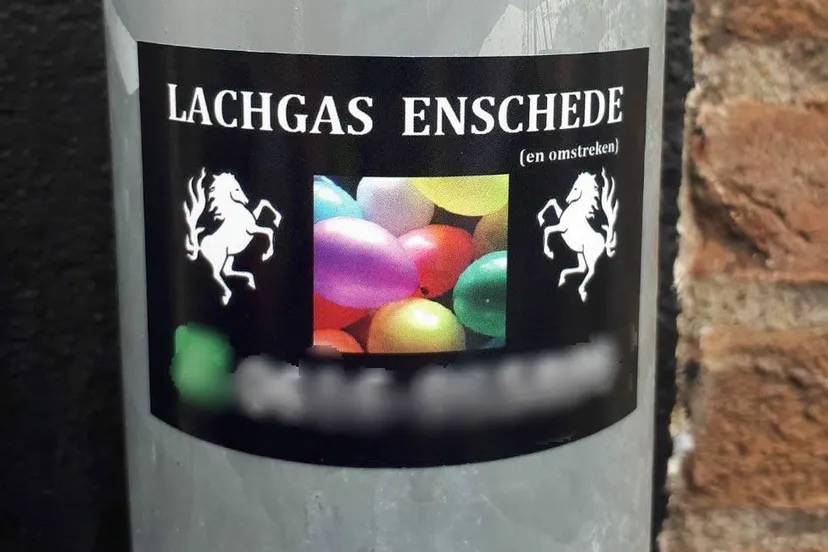 LACHGAS ENSCHEDE
(en omstreken)